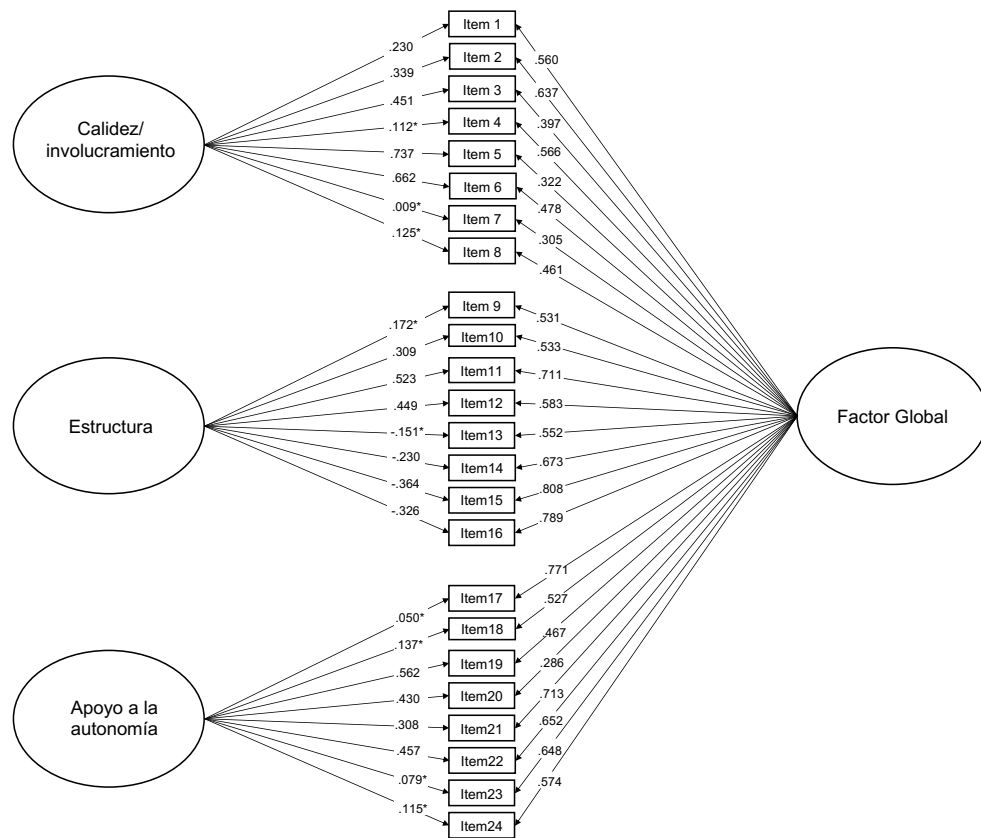 Item 1
.230
.560
Item 2
.339
.637
Item 3
.451
.397
Calidez/
involucramiento
Item 4
.112*
.566
Item 5
.737
.322
Item 6
.662
.478
Item 7
.009*
.305
Item 8
.125*
.461
Item 9
.172*
.531
Item10
.309
.533
Item11
.523
.711
Item12
.449
.583
Estructura
Factor Global
Item13
-.151*
.552
Item14
-.230
.673
Item15
-.364
.808
Item16
-.326
.789
Item17
.050*
.771
Item18
.137*
.527
Item19
.562
.467
Item20
.430
.286
Apoyo a la
autonomía
Item21
.308
.713
Item22
.457
.652
Item23
.079*
.648
Item24
.115*
.574